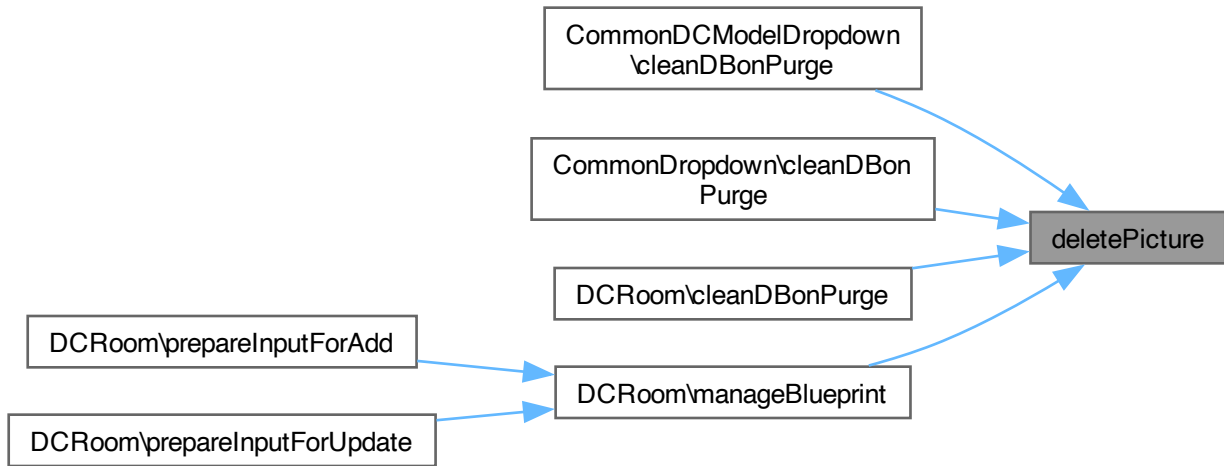 CommonDCModelDropdown
\cleanDBonPurge
CommonDropdown\cleanDBon
Purge
deletePicture
DCRoom\cleanDBonPurge
DCRoom\prepareInputForAdd
DCRoom\manageBlueprint
DCRoom\prepareInputForUpdate